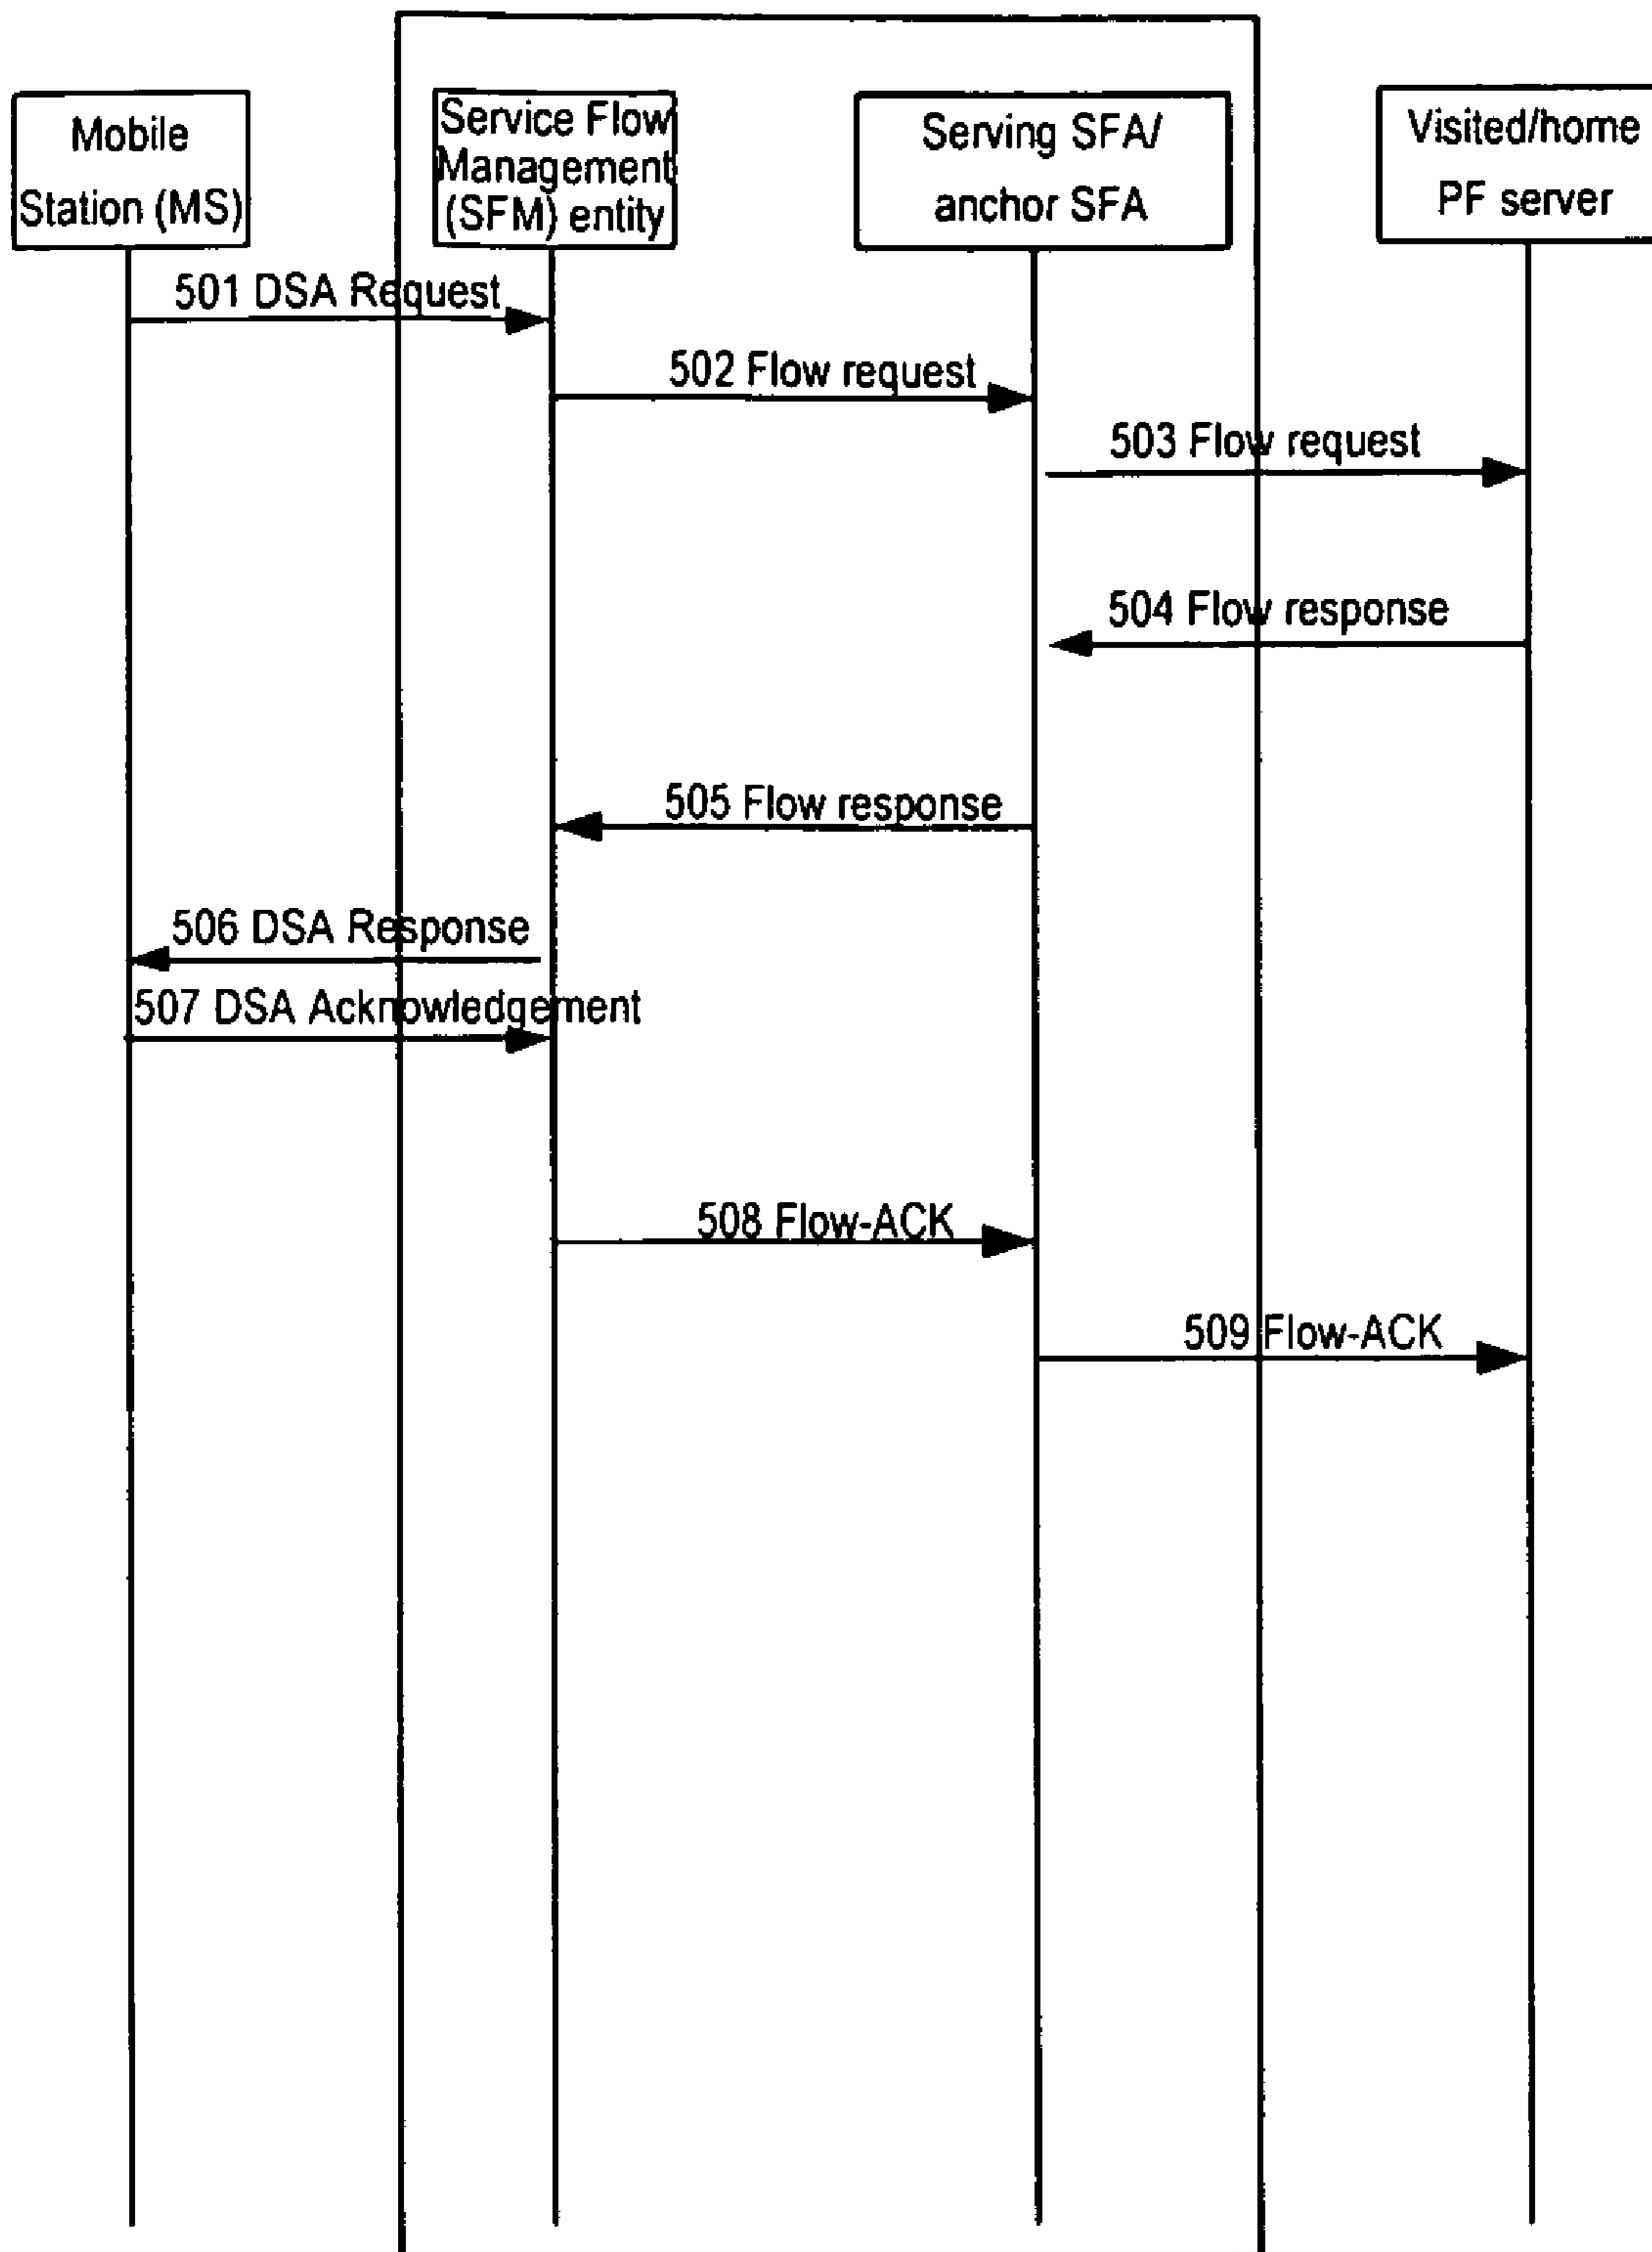 Mobile
Station (MS)
Service Flow
Management
(SFM) entity
Serving SFA/
anchor SFA
Visited/home
PF server
501 DSA Request
502 Flow request
503 Flow request
504 Flow response
505 Flow response
506 DSA Response
507 DSA Acknowledgement
508 Flow-ACK
509 Flow-ACK